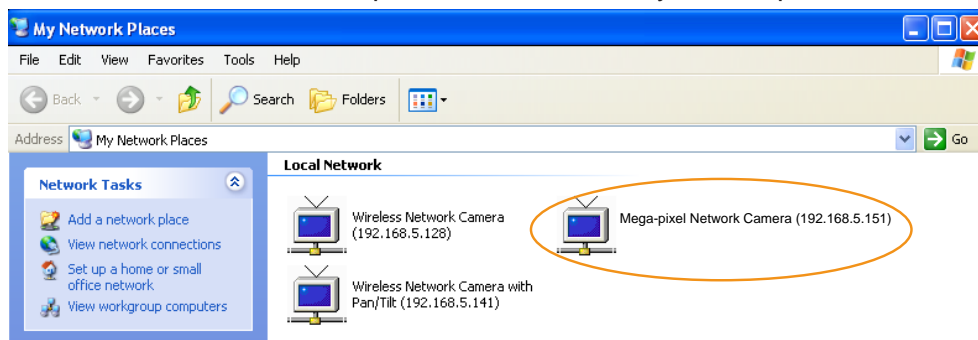 My Network Places
File Edit View Favorites Tools Help
Back Search Folders
Address My Network Places Go
Local Network
Network Tasks
Add a network place
View network connections
Set up a home or small
office network
View workgroup computers
Wireless Network Camera
(192.168.5.128)
Mega-pixel Network Camera (192.168.5.151)
Wireless Network Camera with
Pan/Tilt (192.168.5.141)